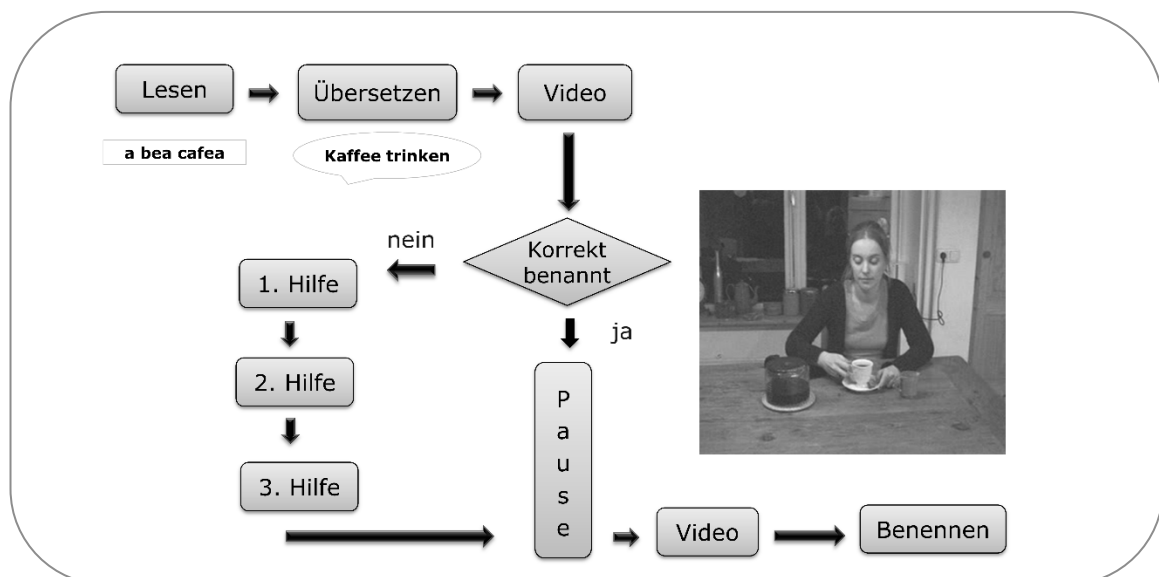 Lesen
Übersetzen
Video
a bea cafea
Kaffee trinken
nein
Korrekt
benannt
1. Hilfe
ja
2. Hilfe
3. Hilfe
P
a
u
s
e
Video
Benennen